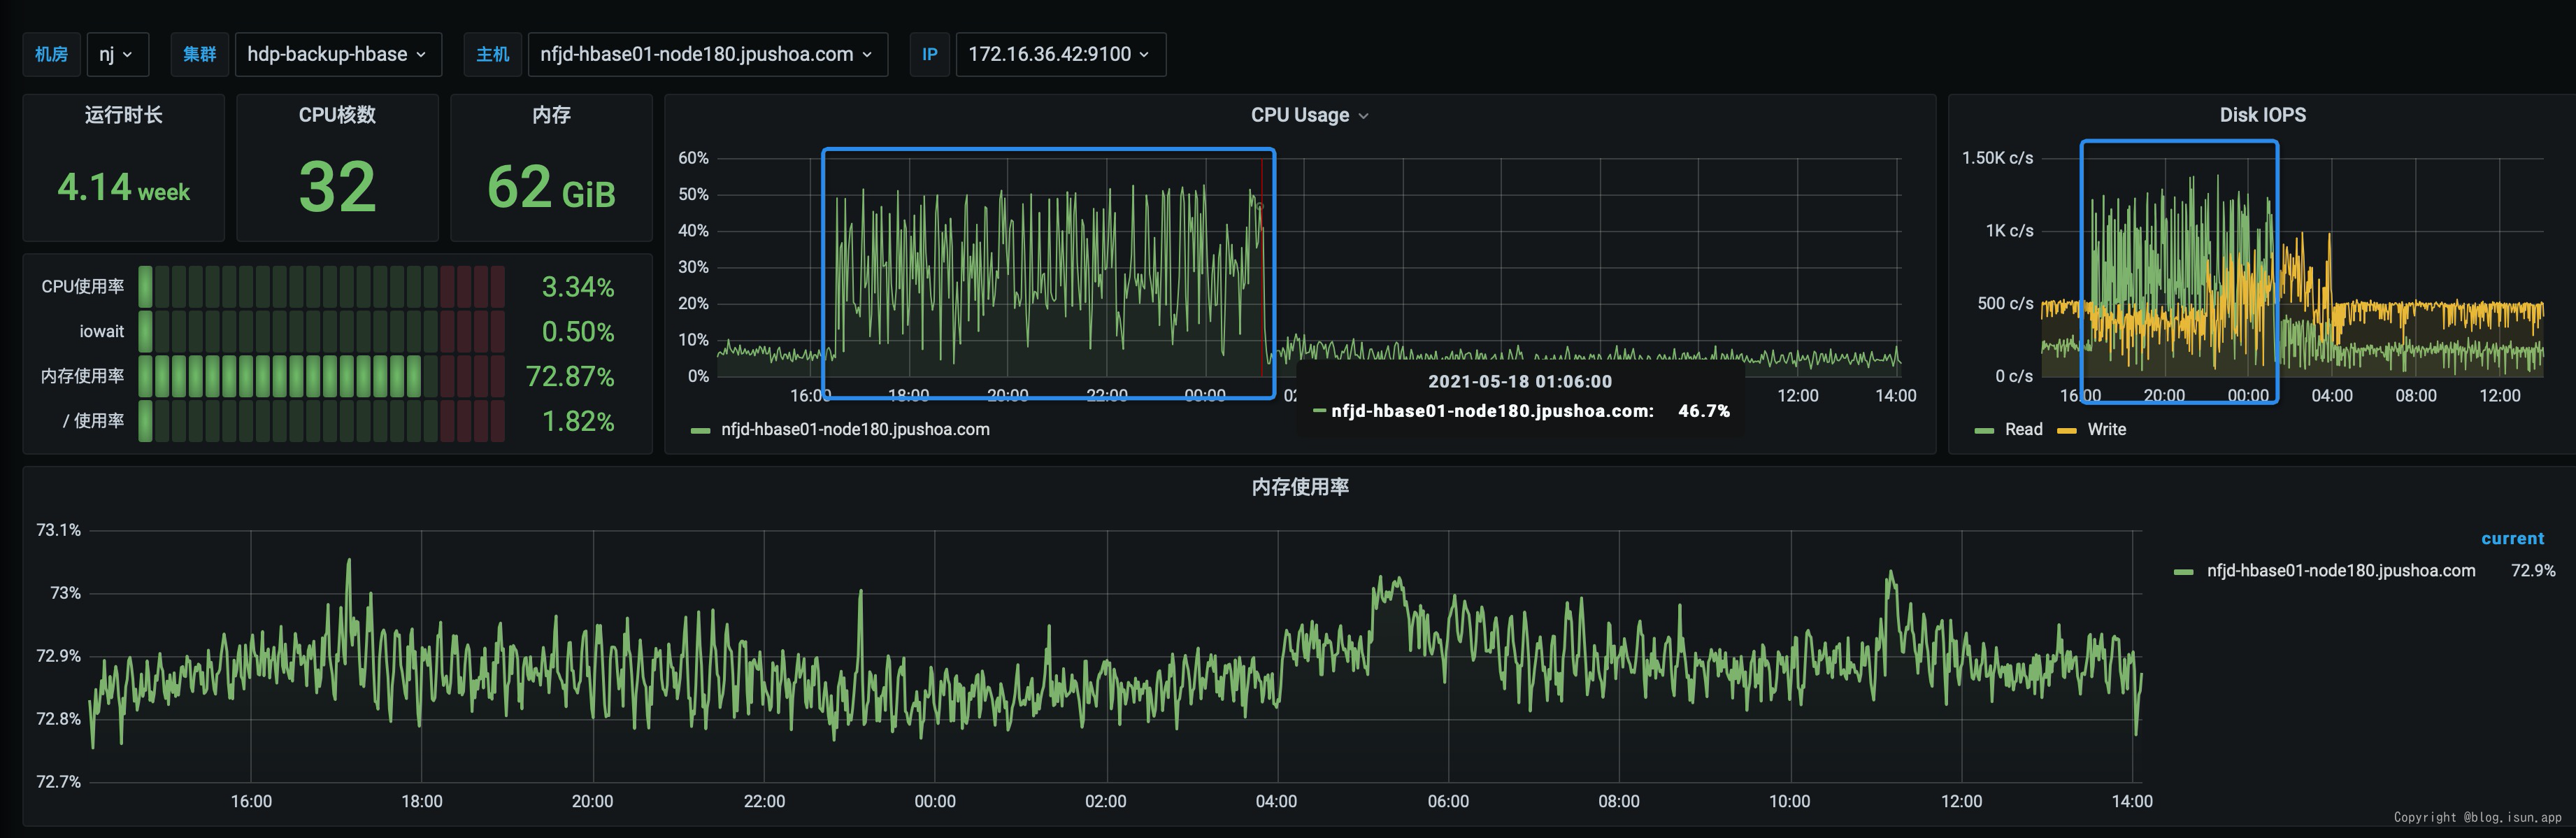 机房 nj 集群 hdp-backup-hbase 主机 nfjd-hbase01-node180.jpushoa.com IP 172.16.36.42:9100
运行时长
4.14 week
CPU核数
32
内存
62 GiB
CPU使用率 3.34%
iowait 0.50%
内存使用率 72.87%
/ 使用率 1.82%
CPU Usage
60%
50%
40%
30%
20%
10%
0%
16:00 18:00 20:00 22:00 00:00 02 12:00 14:00
2021-05-18 01:06:00
nfjd-hbase01-node180.jpushoa.com: 46.7%
nfjd-hbase01-node180.jpushoa.com
Disk IOPS
1.50K c/s
1K c/s
500 c/s
0 c/s
16:00 20:00 00:00 04:00 08:00 12:00
Read Write
内存使用率
73.1%
73%
72.9%
72.8%
72.7%
16:00 18:00 20:00 22:00 00:00 02:00 04:00 06:00 08:00 10:00 12:00 14:00
current
nfjd-hbase01-node180.jpushoa.com 72.9%
Copyright @blog.isun.app